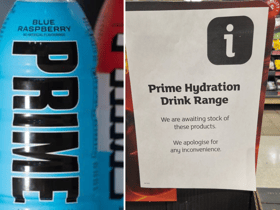 BLUE
RASPBERRY
PRIME
i
Prime Hydration
Drink Range
We are awaiting stock of
these products.
We apologise for
any inconvenience.